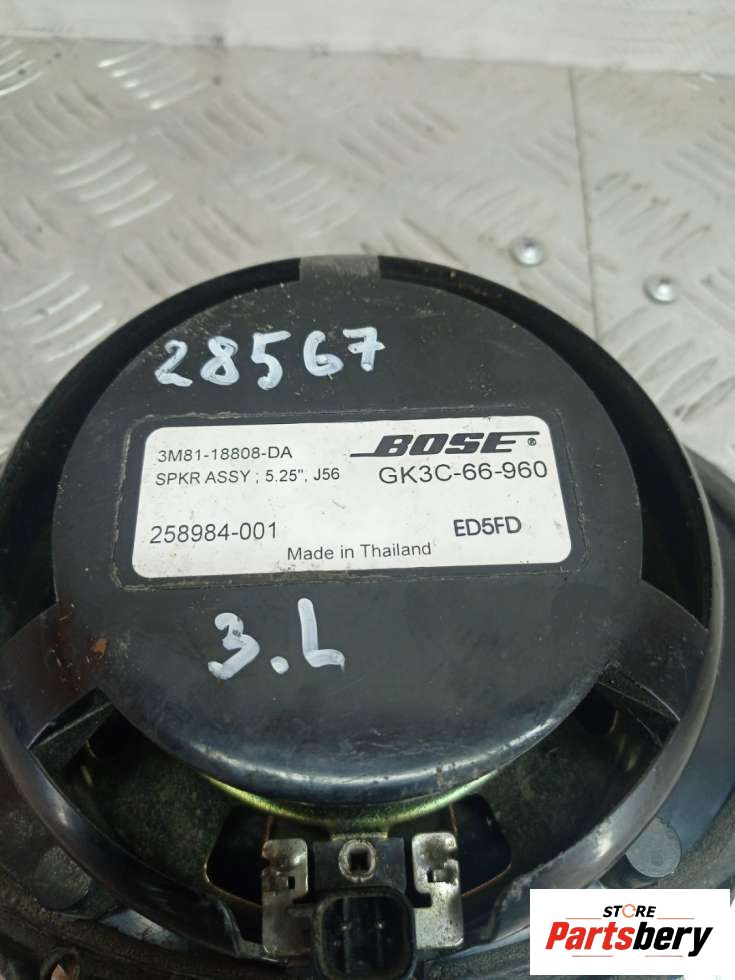 28567
3M81-18808-DA
BOSE®
SPKR ASSY ; 5.25", J56
GK3C-66-960
258984-001
ED5FD
Made in Thailand
3.L
STORE
Partsbery